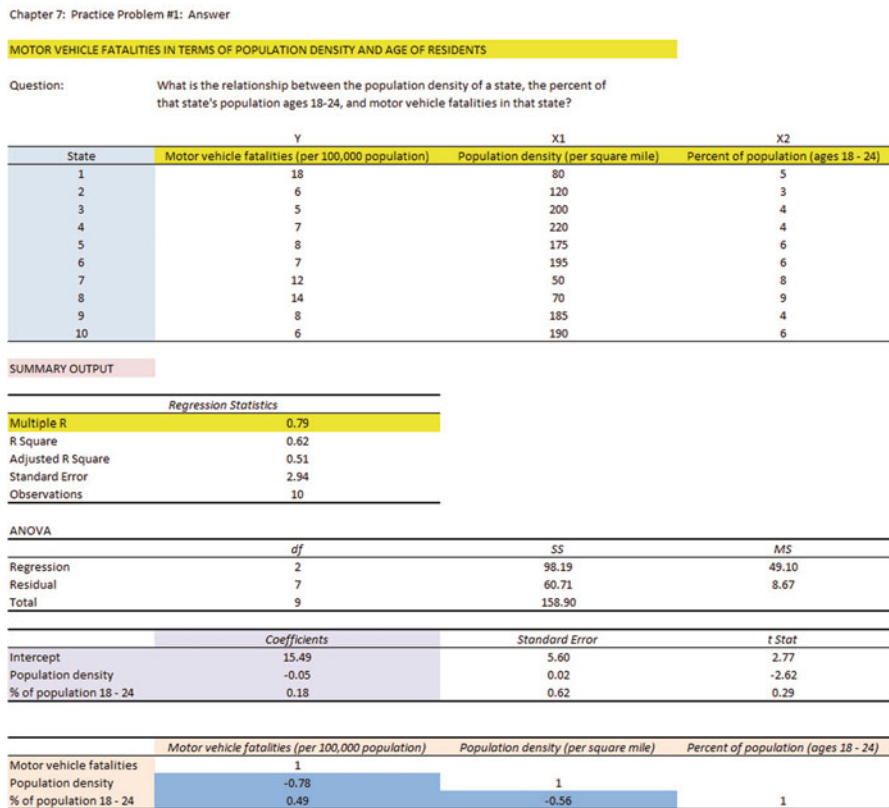 Chapter 7: Practice Problem #1: Answer
MOTOR VEHICLE FATALITIES IN TERMS OF POPULATION DENSITY AND AGE OF RESIDENTS
Question: What is the relationship between the population density of a state, the percent of
that state's population ages 18-24, and motor vehicle fatalities in that state?
Y X1 X2
State Motor vehicle fatalities (per 100,000 population) Population density (per square mile) Percent of population (ages 18 - 24)
1 18 80 5
2 6 120 3
3 5 200 4
4 7 220 4
5 8 175 6
6 7 195 6
7 12 50 8
8 14 70 9
9 8 185 4
10 6 190 6
SUMMARY OUTPUT
Regression Statistics
Multiple R 0.79
R Square 0.62
Adjusted R Square 0.51
Standard Error 2.94
Observations 10
ANOVA
df SS MS
Regression 2 98.19 49.10
Residual 7 60.71 8.67
Total 9 158.90
Coefficients Standard Error t Stat
Intercept 15.49 5.60 2.77
Population density -0.05 0.02 -2.62
% of population 18 - 24 0.18 0.62 0.29
Motor vehicle fatalities (per 100,000 population) Population density (per square mile) Percent of population (ages 18 - 24)
Motor vehicle fatalities 1
Population density -0.78 1
% of population 18 - 24 0.49 -0.56 1